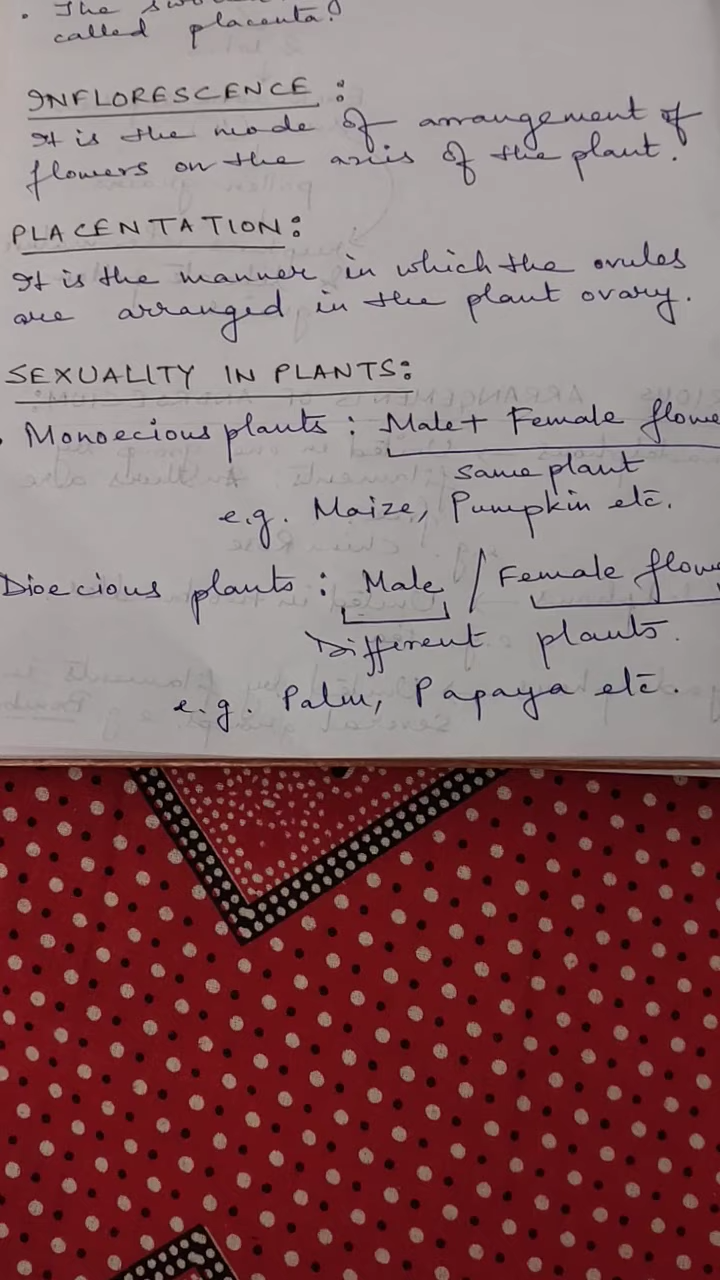 • The
called placenta.
INFLORESCENCE :
It is the mode of arrangement of
flowers on the axis of the plant.
PLACENTATION :
It is the manner in which the ovules
are arranged in the plant ovary.
SEXUALITY IN PLANTS :
• Monoecious plants : Male + Female flowe
same plant
e.g. Maize, Pumpkin etc.
Dioecious plants : Male / Female flowe
Different plants.
e.g. Palm, Papaya etc.